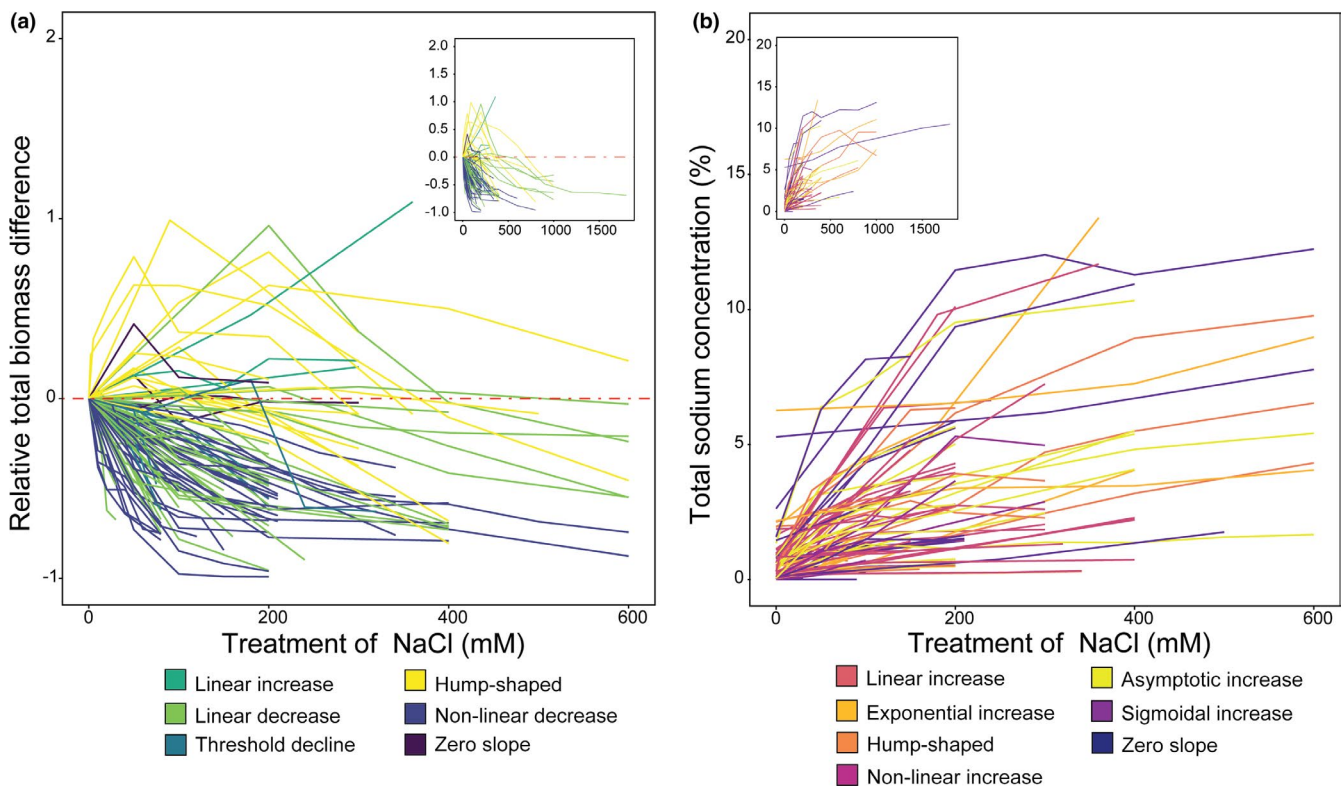 (a)
2
1
0
-1
Relative total biomass difference
2.0
1.5
1.0
0.5
0.0
-0.5
-1.0
0 500 1000 1500
0 200 400 600
Treatment of NaCl (mM)
Linear increase
Linear decrease
Threshold decline
Hump-shaped
Non-linear decrease
Zero slope
(b)
20
15
10
5
0
Total sodium concentration (%)
20
15
10
5
0
0 500 1000 1500
0 200 400 600
Treatment of NaCl (mM)
Linear increase
Exponential increase
Hump-shaped
Non-linear increase
Asymptotic increase
Sigmoidal increase
Zero slope